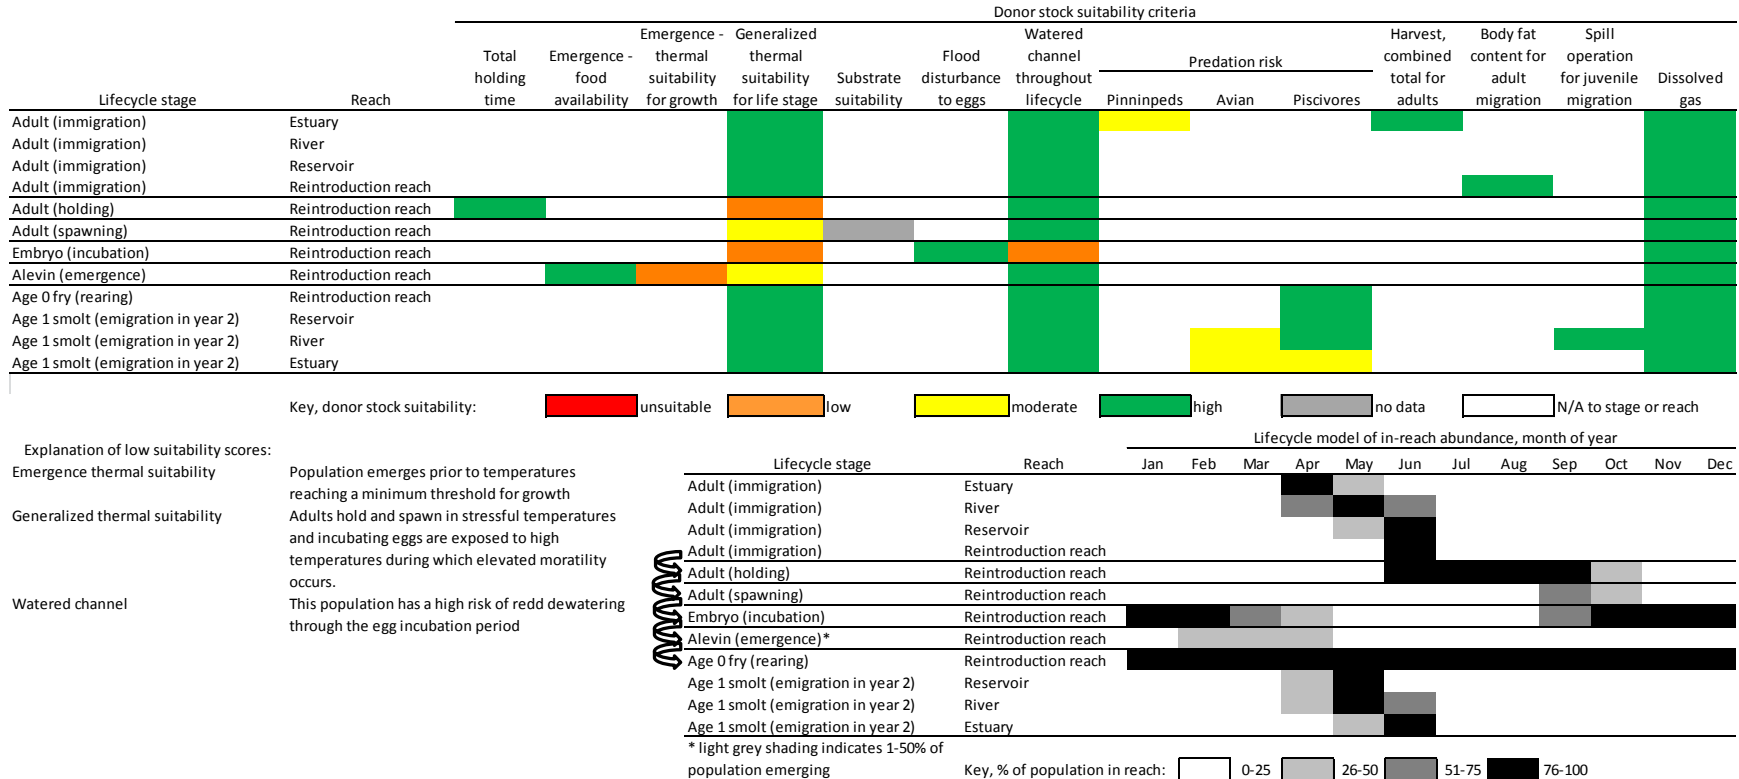 Donor stock suitability criteria
Lifecycle stage Reach Total holding time Emergence - food availability Emergence - thermal suitability for growth Generalized thermal suitability for life stage Substrate suitability Flood disturbance to eggs Watered channel throughout lifecycle Predation risk Pinninpeds Avian Piscivores Harvest, combined total for adults Body fat content for adult migration Spill operation for juvenile migration Dissolved gas
Adult (immigration) Estuary
Adult (immigration) River
Adult (immigration) Reservoir
Adult (immigration) Reintroduction reach
Adult (holding) Reintroduction reach
Adult (spawning) Reintroduction reach
Embryo (incubation) Reintroduction reach
Alevin (emergence) Reintroduction reach
Age 0 fry (rearing) Reintroduction reach
Age 1 smolt (emigration in year 2) Reservoir
Age 1 smolt (emigration in year 2) River
Age 1 smolt (emigration in year 2) Estuary
Key, donor stock suitability: unsuitable low moderate high no data N/A to stage or reach
Explanation of low suitability scores:
Emergence thermal suitability Population emerges prior to temperatures
reaching a minimum threshold for growth
Generalized thermal suitability Adults hold and spawn in stressful temperatures
and incubating eggs are exposed to high
temperatures during which elevated moratility
occurs.
Watered channel This population has a high risk of redd dewatering
through the egg incubation period
Lifecycle model of in-reach abundance, month of year
Lifecycle stage Reach Jan Feb Mar Apr May Jun Jul Aug Sep Oct Nov Dec
Adult (immigration) Estuary
Adult (immigration) River
Adult (immigration) Reservoir
Adult (immigration) Reintroduction reach
Adult (holding) Reintroduction reach
Adult (spawning) Reintroduction reach
Embryo (incubation) Reintroduction reach
Alevin (emergence)* Reintroduction reach
Age 0 fry (rearing) Reintroduction reach
Age 1 smolt (emigration in year 2) Reservoir
Age 1 smolt (emigration in year 2) River
Age 1 smolt (emigration in year 2) Estuary
* light grey shading indicates 1-50% of
population emerging
Key, % of population in reach: 0-25 26-50 51-75 76-100